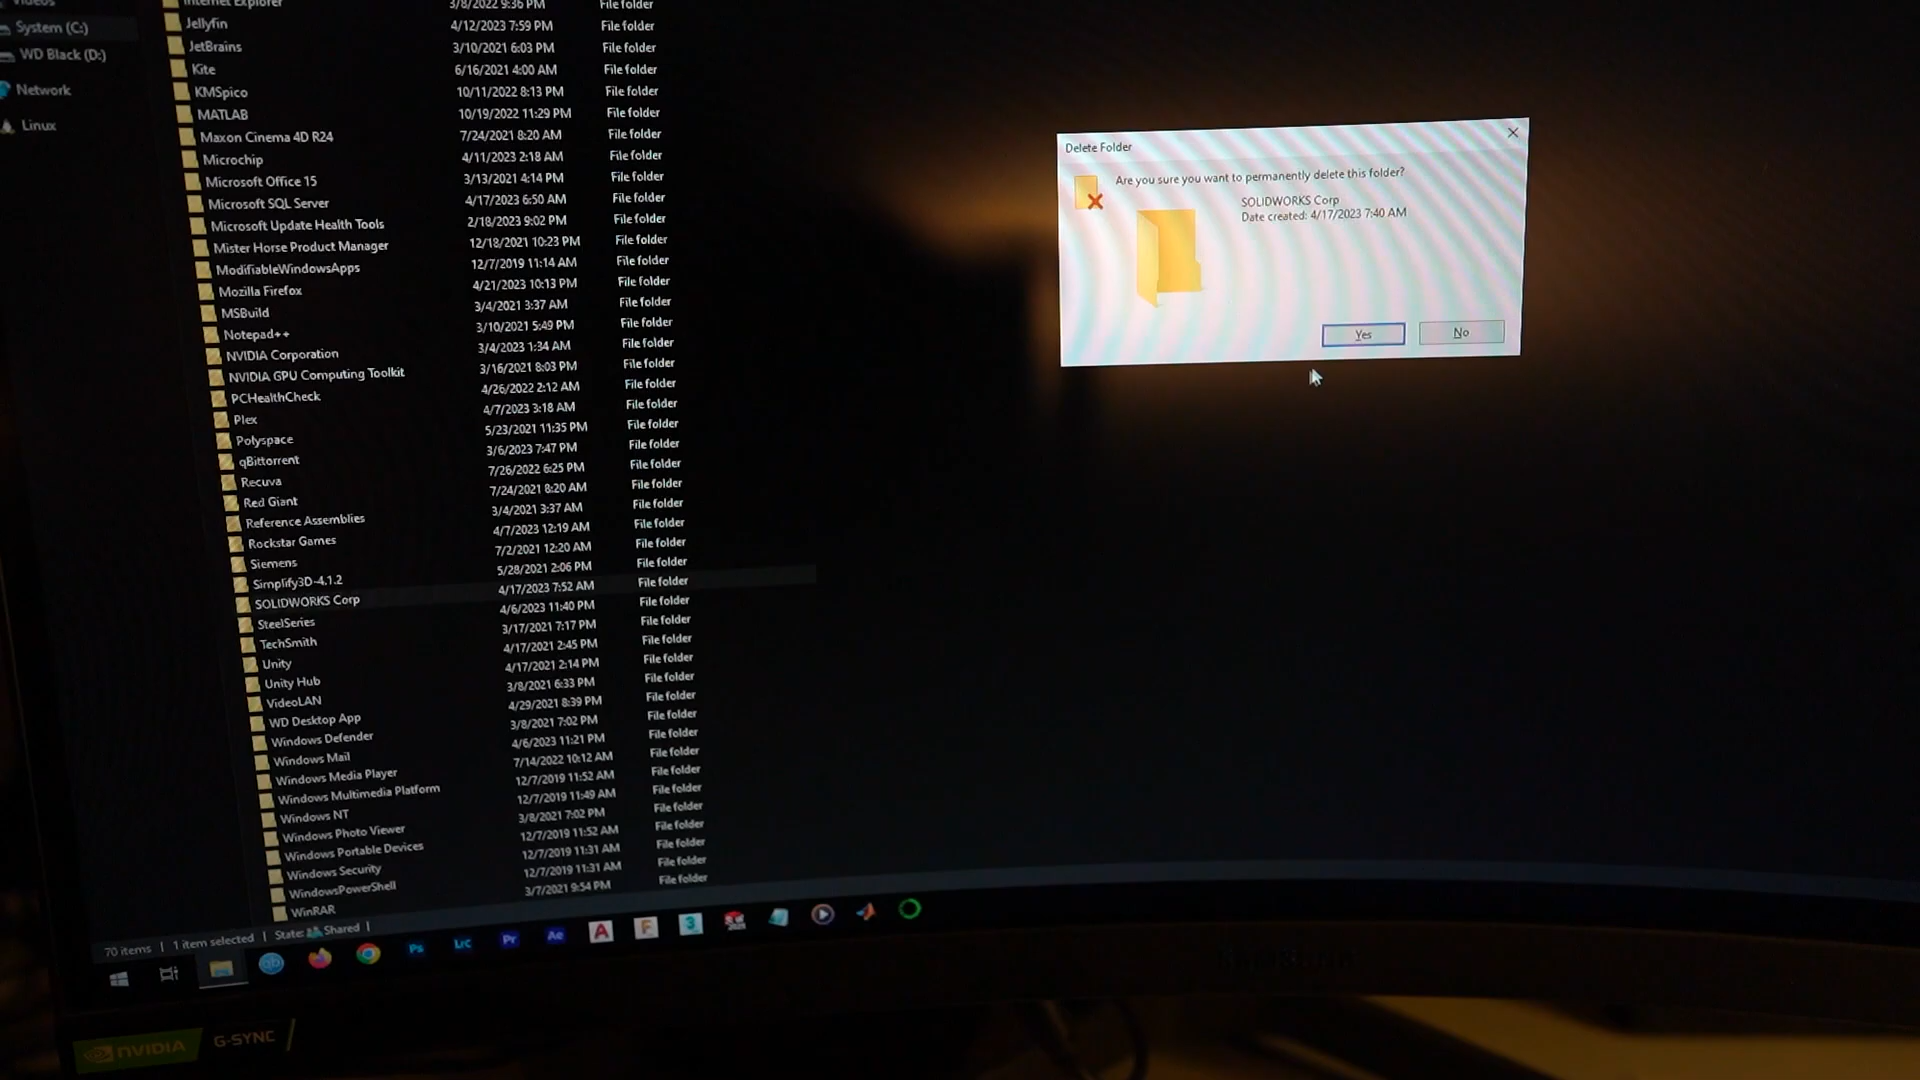 Videos
System (C:)
WD Black (D:)
Network
Linux
Internet Explorer 3/8/2022 9:36 PM File folder
Jellyfin 4/12/2023 7:59 PM File folder
JetBrains 3/10/2021 6:03 PM File folder
Kite 6/16/2021 4:00 AM File folder
KMSpico 10/11/2022 8:13 PM File folder
MATLAB 10/19/2022 11:29 PM File folder
Maxon Cinema 4D R24 7/24/2021 8:20 AM File folder
Microchip 4/11/2023 2:18 AM File folder
Microsoft Office 15 3/13/2021 4:14 PM File folder
Microsoft SQL Server 4/17/2023 6:50 AM File folder
Microsoft Update Health Tools 2/18/2023 9:02 PM File folder
Mister Horse Product Manager 12/18/2021 10:23 PM File folder
ModifiableWindowsApps 12/7/2019 11:14 AM File folder
Mozilla Firefox 4/21/2023 10:13 PM File folder
MSBuild 3/4/2021 3:37 AM File folder
Notepad++ 3/10/2021 5:49 PM File folder
NVIDIA Corporation 3/4/2023 1:34 AM File folder
NVIDIA GPU Computing Toolkit 3/16/2021 8:03 PM File folder
PCHealthCheck 4/26/2022 2:12 AM File folder
Plex 4/7/2023 3:18 AM File folder
Polyspace 5/23/2021 11:35 PM File folder
qBittorrent 3/6/2023 7:47 PM File folder
Recuva 7/26/2022 6:25 PM File folder
Red Giant 7/24/2021 8:20 AM File folder
Reference Assemblies 3/4/2021 3:37 AM File folder
Rockstar Games 4/7/2023 12:19 AM File folder
Siemens 7/2/2021 12:20 AM File folder
Simplify3D-4.1.2 5/28/2021 2:06 PM File folder
SOLIDWORKS Corp 4/17/2023 7:52 AM File folder
SteelSeries 4/6/2023 11:40 PM File folder
TechSmith 3/17/2021 7:17 PM File folder
Unity 4/17/2021 2:45 PM File folder
Unity Hub 4/17/2021 2:14 PM File folder
VideoLAN 3/8/2021 6:33 PM File folder
WD Desktop App 4/29/2021 8:39 PM File folder
Windows Defender 3/8/2021 7:02 PM File folder
Windows Mail 4/6/2023 11:21 PM File folder
Windows Media Player 7/14/2022 10:12 AM File folder
Windows Multimedia Platform 12/7/2019 11:52 AM File folder
Windows NT 12/7/2019 11:49 AM File folder
Windows Photo Viewer 3/8/2021 7:02 PM File folder
Windows Portable Devices 12/7/2019 11:52 AM File folder
Windows Security 12/7/2019 11:31 AM File folder
WindowsPowerShell 12/7/2019 11:31 AM File folder
WinRAR 3/7/2021 9:54 PM File folder
70 items | 1 item selected | State: Shared |
Delete Folder
Are you sure you want to permanently delete this folder?
SOLIDWORKS Corp
Date created: 4/17/2023 7:40 AM
Yes No
qb Ps LrC Pr Ae A F 3
SAMSUNG
NVIDIA G-SYNC